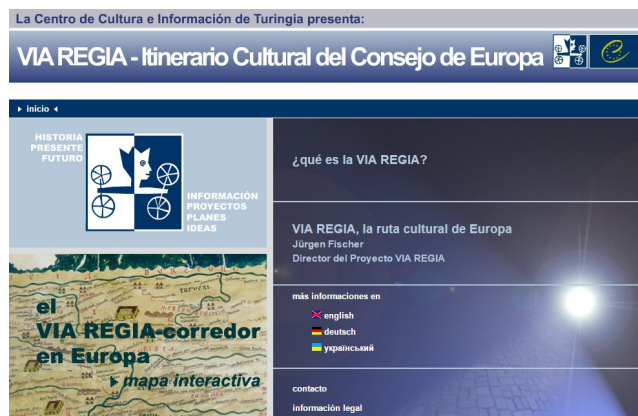 La Centro de Cultura e Información de Turingia presenta:
VIA REGIA - Itinerario Cultural del Consejo de Europa
inicio
HISTORIA
PRESENTE
FUTURO
INFORMACIÓN
PROYECTOS
PLANES
IDEAS
¿qué es la VIA REGIA?
VIA REGIA, la ruta cultural de Europa
Jürgen Fischer
Director del Proyecto VIA REGIA
el
VIA REGIA-corredor
en Europa
mapa interactiva
más informaciones en
english
deutsch
український
contacto
información legal